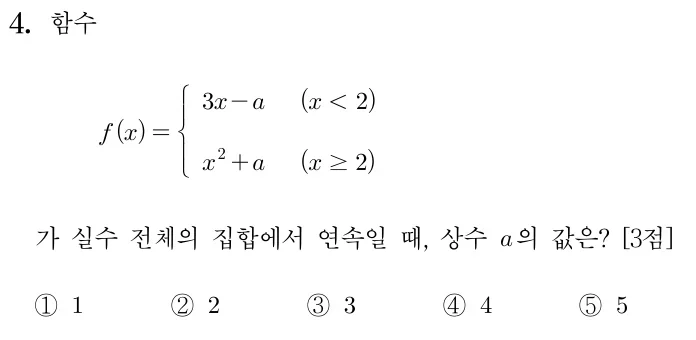 4. 함수
f(x) = { 3x - a (x < 2)
x² + a (x ≥ 2)
가 실수 전체의 집합에서 연속일 때, 상수 a의 값은? [3점]
① 1 ② 2 ③ 3 ④ 4 ⑤ 5